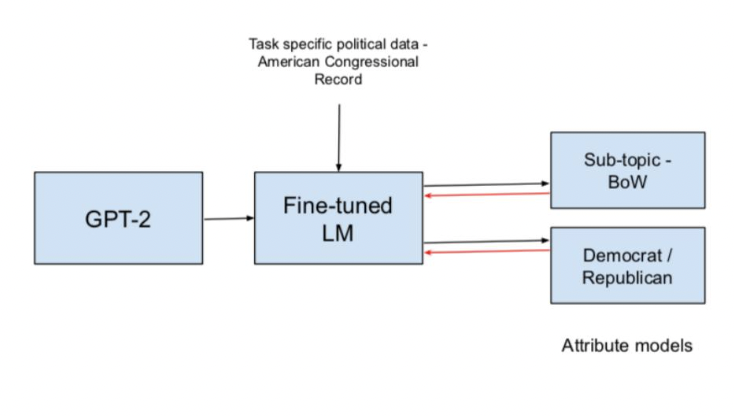 Task specific political data -
American Congressional
Record
GPT-2
Fine-tuned
LM
Sub-topic -
BoW
Democrat /
Republican
Attribute models